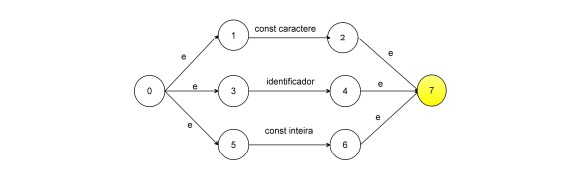 const caractere
1
2
e
e
identificador
0
e
3
4
e
7
e
const inteira
e
5
6